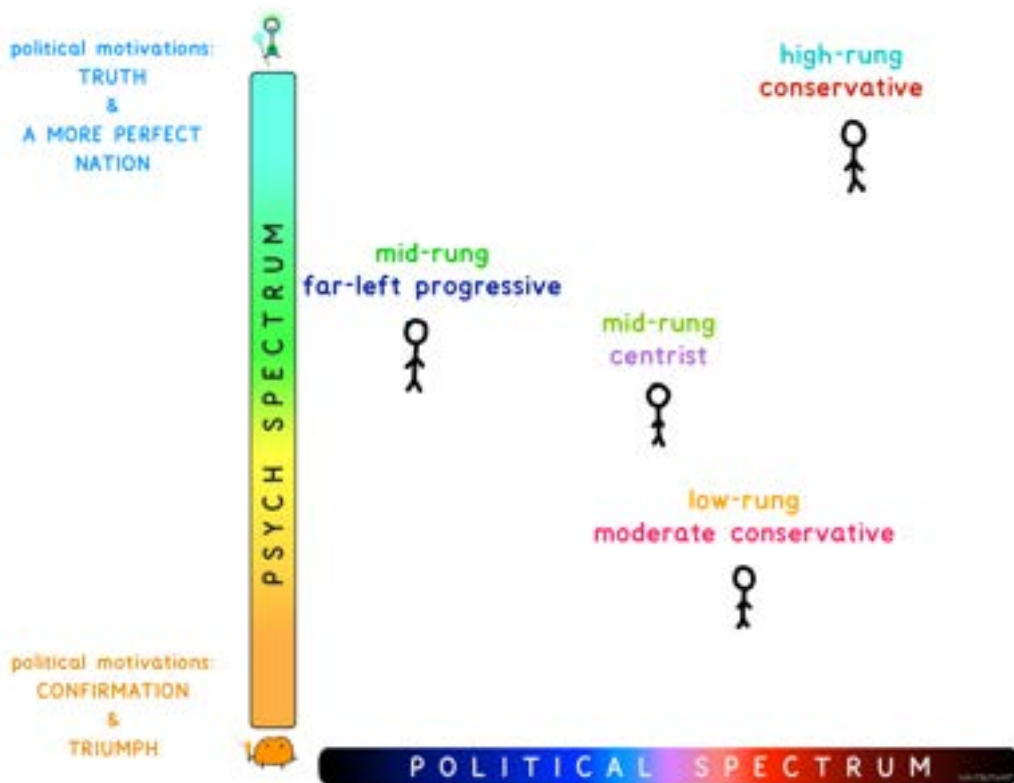 political motivations:
TRUTH
&
A MORE PERFECT
NATION
high-rung
conservative
PSYCH SPECTRUM
mid-rung
far-left progressive
mid-rung
centrist
low-rung
moderate conservative
political motivations:
CONFIRMATION
&
TRIUMPH
POLITICAL SPECTRUM